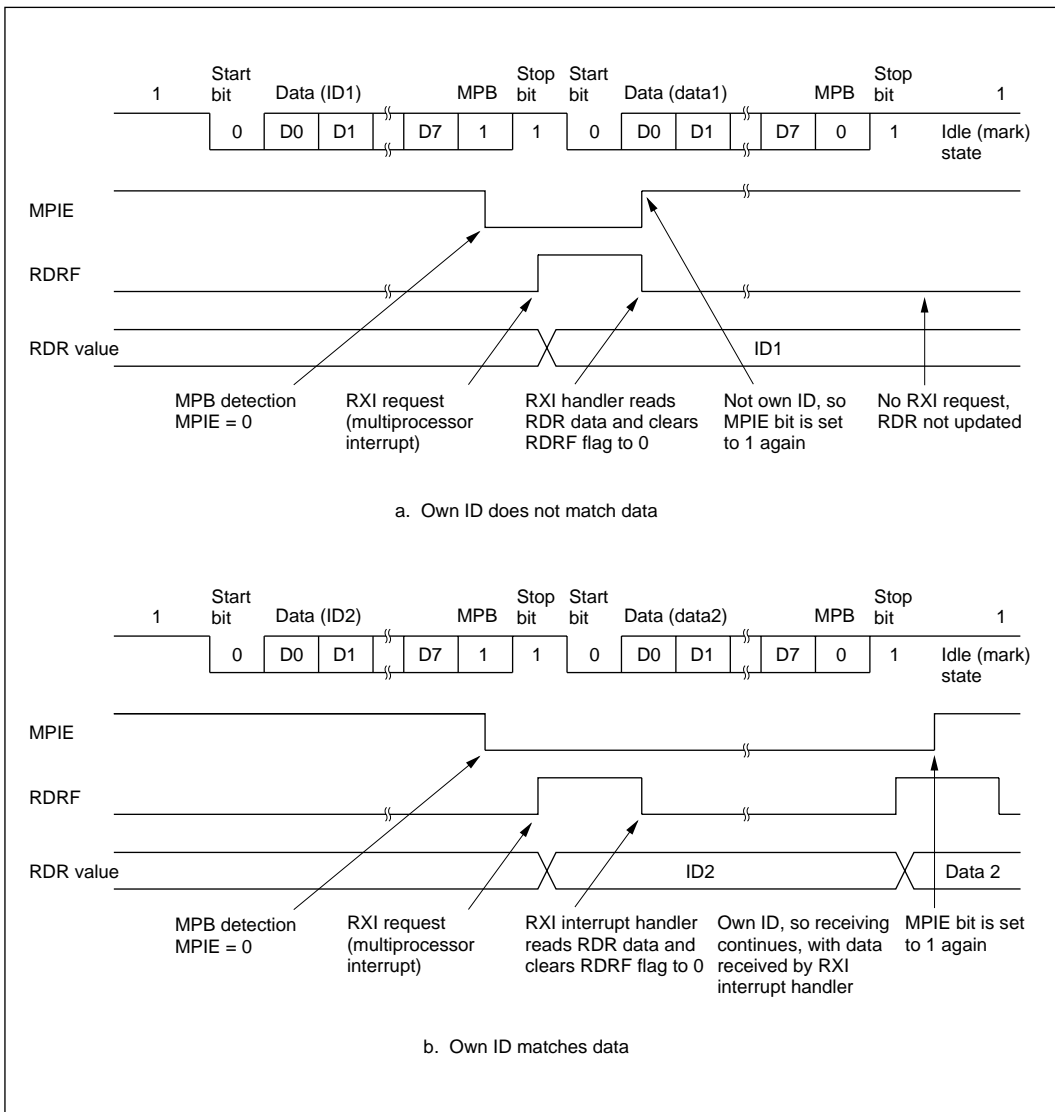 Start bit
Data (ID1)
MPB
Stop bit
Start bit
Data (data1)
MPB
Stop bit
1
1
0
D0
D1
D7
1
1
0
D0
D1
D7
0
1
Idle (mark) state
MPIE
RDRF
RDR value
ID1
MPB detection
MPIE = 0
RXI request
(multiprocessor
interrupt)
RXI handler reads
RDR data and clears
RDRF flag to 0
Not own ID, so
MPIE bit is set
to 1 again
No RXI request,
RDR not updated
a. Own ID does not match data
Start bit
Data (ID2)
MPB
Stop bit
Start bit
Data (data2)
MPB
Stop bit
1
1
0
D0
D1
D7
1
1
0
D0
D1
D7
0
1
Idle (mark) state
MPIE
RDRF
RDR value
ID2
Data 2
MPB detection
MPIE = 0
RXI request
(multiprocessor
interrupt)
RXI interrupt handler
reads RDR data and
clears RDRF flag to 0
Own ID, so receiving
continues, with data
received by RXI
interrupt handler
MPIE bit is set
to 1 again
b. Own ID matches data